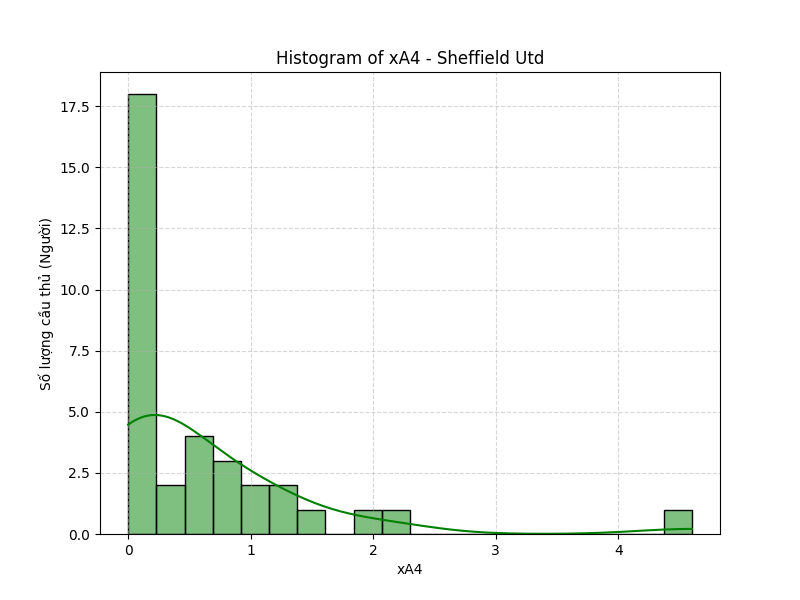 Histogram of xA4 - Sheffield Utd
Số lượng cầu thủ (Người)
17.5
15.0
12.5
10.0
7.5
5.0
2.5
0.0
0 1 2 3 4
xA4